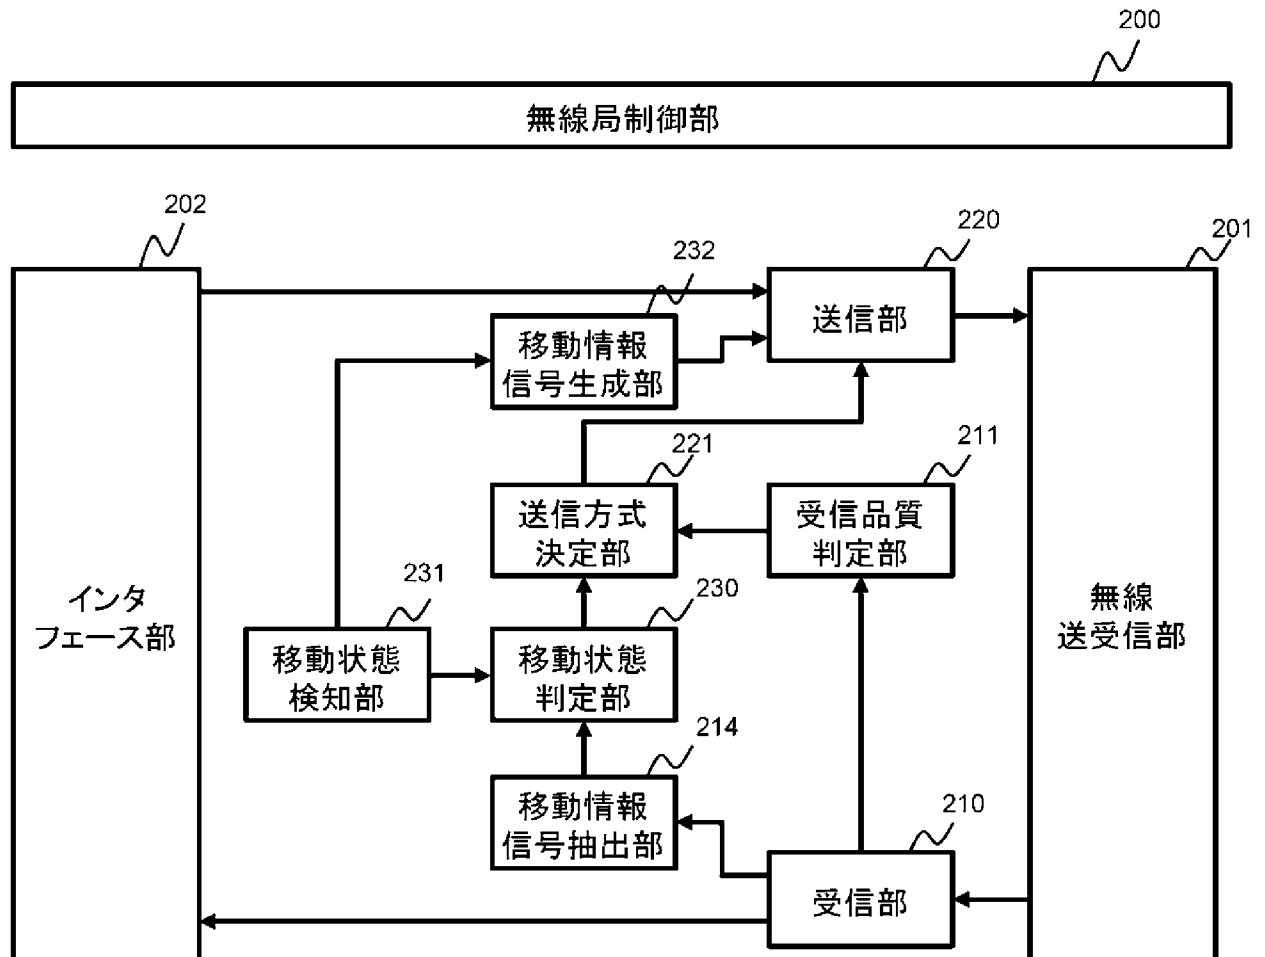 200
無線局制御部
202
220
201
232
送信部
移動情報
信号生成部
221
211
送信方式
決定部
受信品質
判定部
231
230
インタ
フェース部
無線
送受信部
移動状態
検知部
移動状態
判定部
214
移動情報
信号抽出部
210
受信部